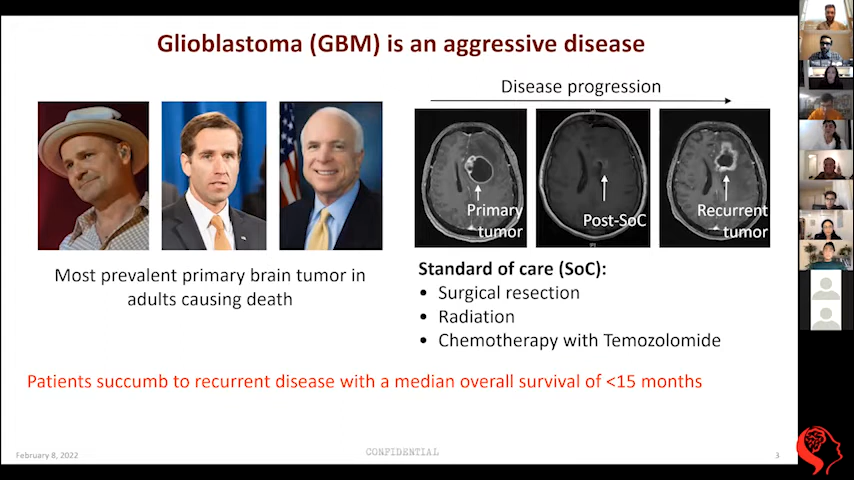 Glioblastoma (GBM) is an aggressive disease
Disease progression
Primary
tumor
Post-SoC
Recurrent
tumor
Most prevalent primary brain tumor in
adults causing death
Standard of care (SoC):
• Surgical resection
• Radiation
• Chemotherapy with Temozolomide
Patients succumb to recurrent disease with a median overall survival of <15 months
February 8, 2022
CONFIDENTIAL
3